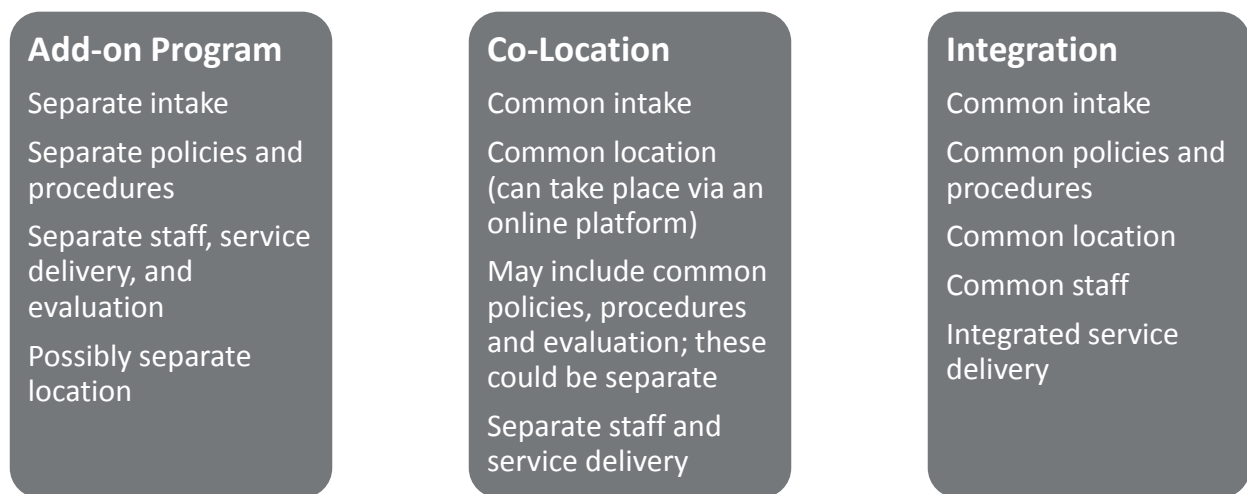 Add-on Program
Separate intake
Separate policies and
procedures
Separate staff, service
delivery, and
evaluation
Possibly separate
location
Co-Location
Common intake
Common location
(can take place via an
online platform)
May include common
policies, procedures
and evaluation; these
could be separate
Separate staff and
service delivery
Integration
Common intake
Common policies and
procedures
Common location
Common staff
Integrated service
delivery